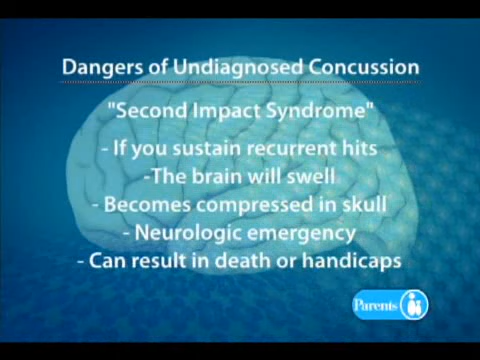 Dangers of Undiagnosed Concussion
"Second Impact Syndrome"
- If you sustain recurrent hits
-The brain will swell
- Becomes compressed in skull
- Neurologic emergency
- Can result in death or handicaps
Parents